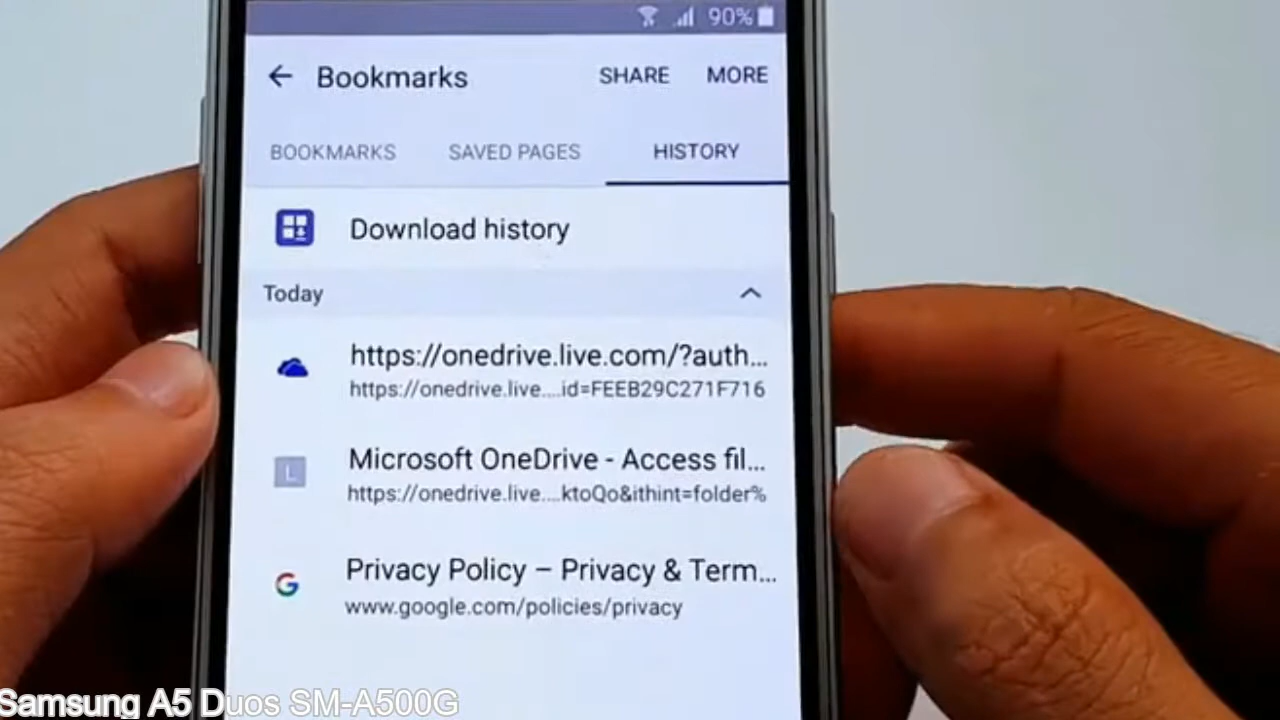 90%
Bookmarks SHARE MORE
BOOKMARKS SAVED PAGES HISTORY
Download history
Today
https://onedrive.live.com/?auth...
https://onedrive.live....id=FEEB29C271F716
L
Microsoft OneDrive - Access fil...
https://onedrive.live....ktoQo&ithint=folder%
Privacy Policy – Privacy & Term...
www.google.com/policies/privacy
Samsung A5 Duos SM-A500G